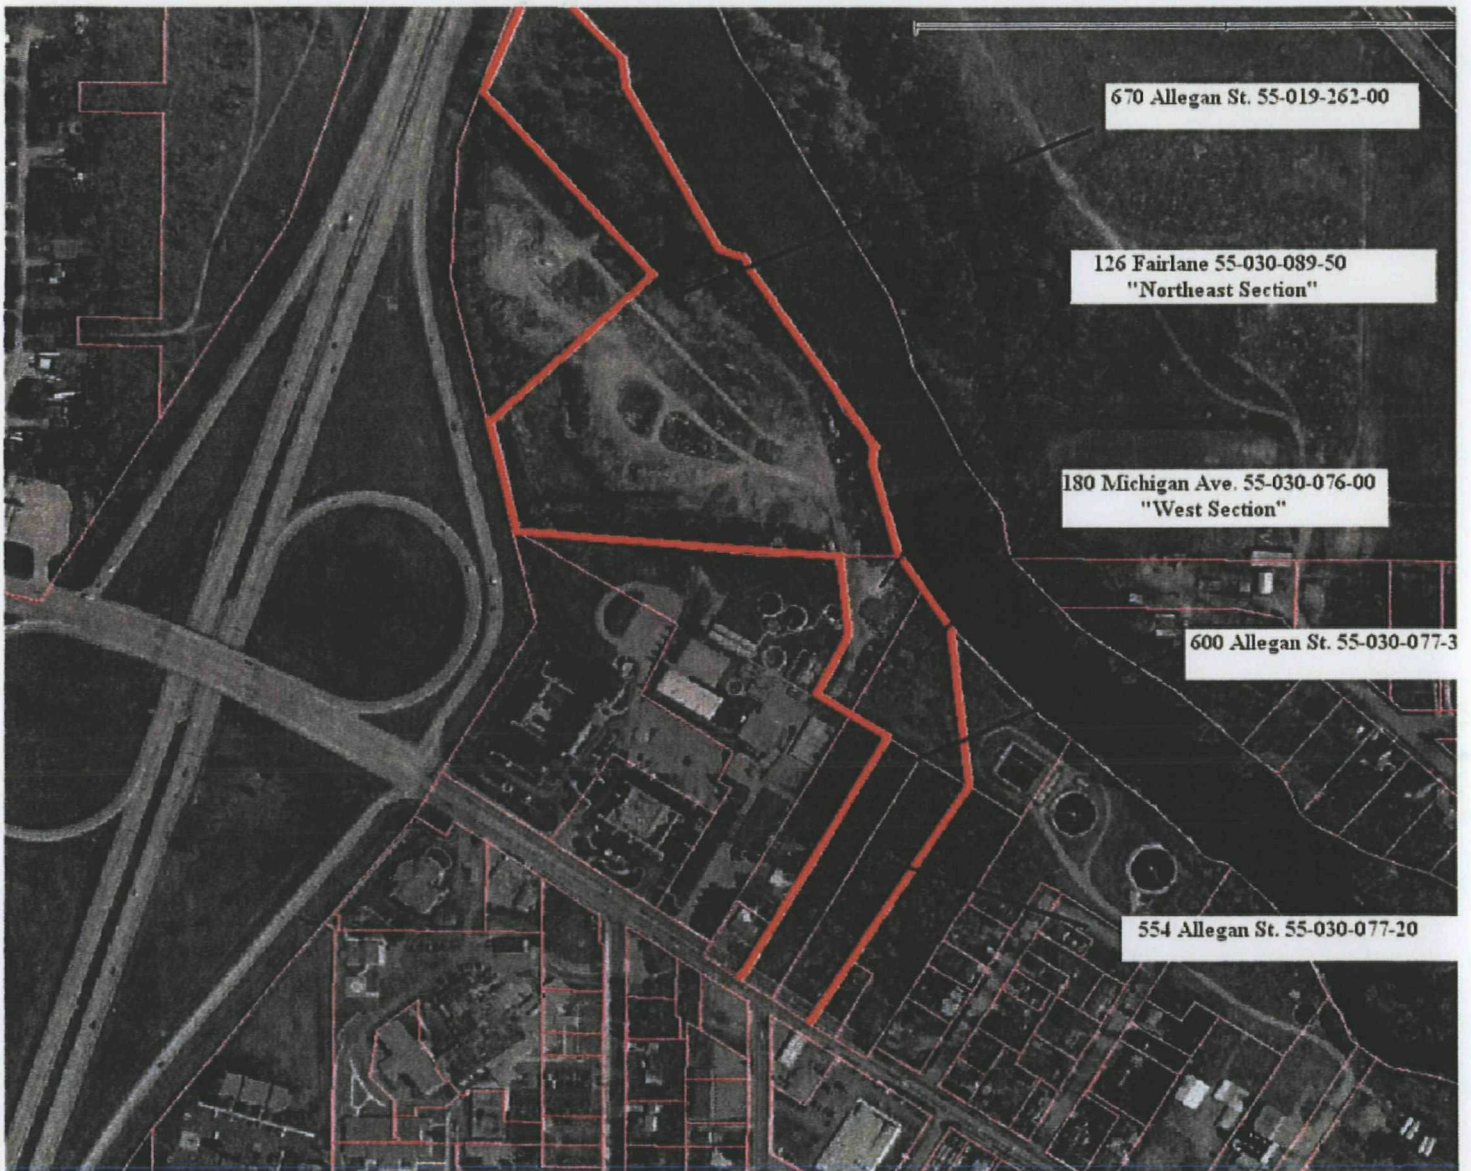 670 Allegan St. 55-019-262-00
126 Fairlane 55-030-089-50
"Northeast Section"
180 Michigan Ave. 55-030-076-00
"West Section"
600 Allegan St. 55-030-077-3
554 Allegan St. 55-030-077-20